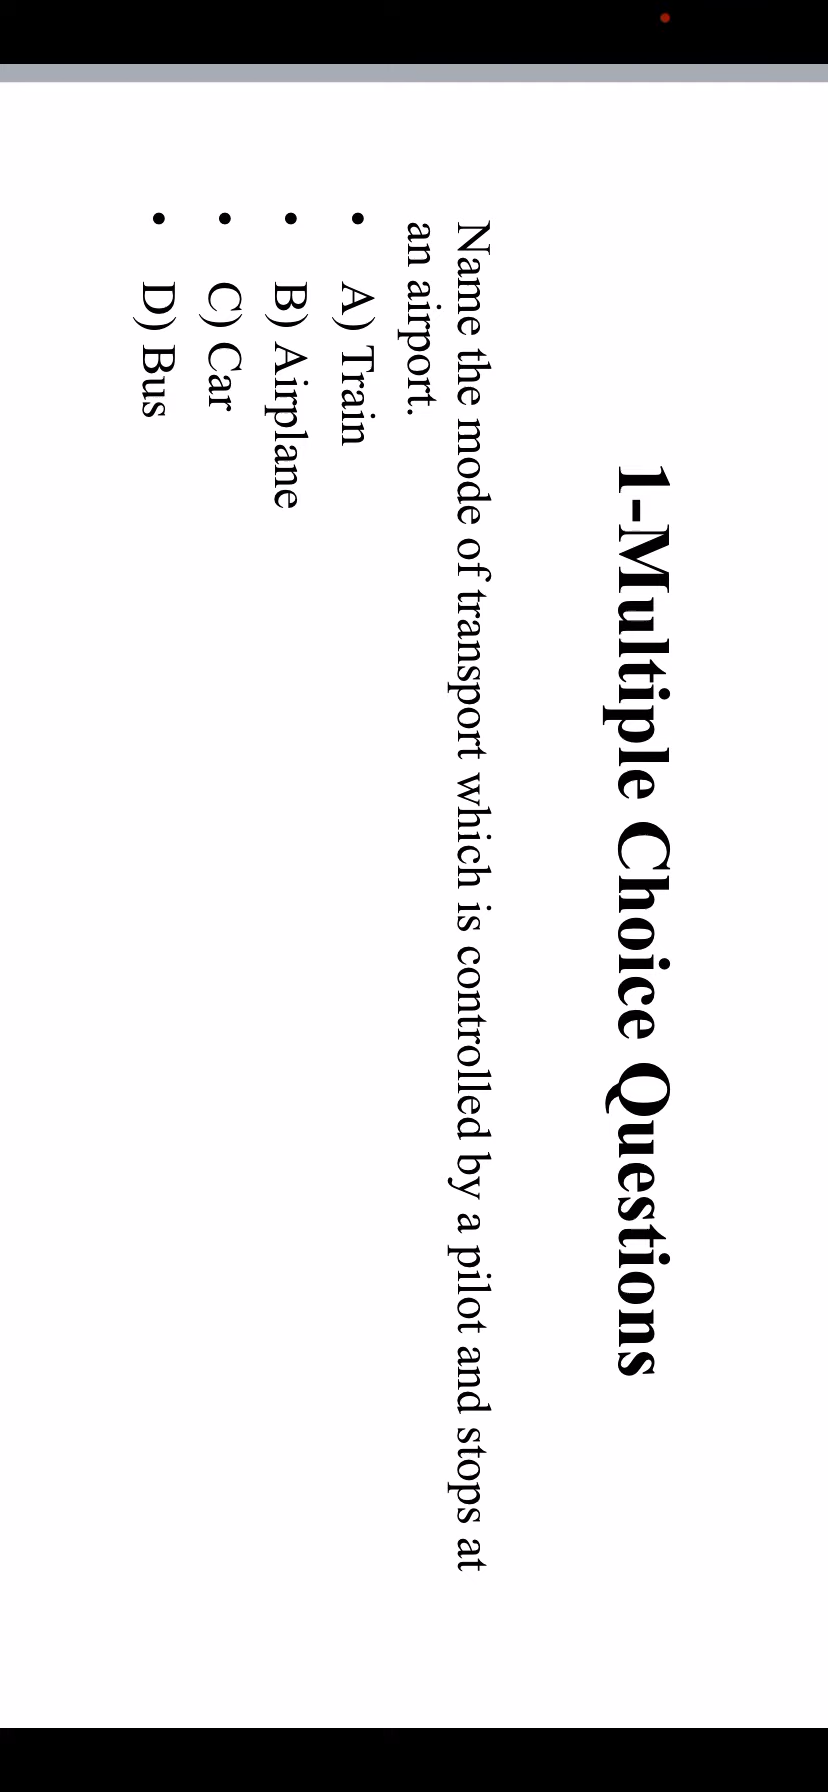 1-Multiple Choice Questions
Name the mode of transport which is controlled by a pilot and stops at
an airport.
• A) Train
• B) Airplane
• C) Car
• D) Bus